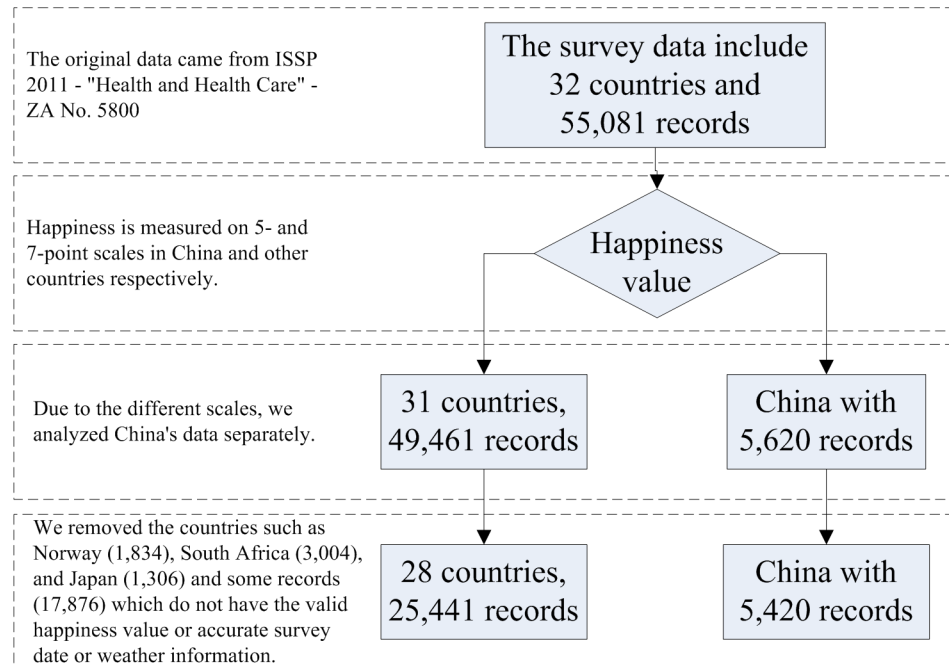 The original data came from ISSP
2011 - "Health and Health Care" -
ZA No. 5800
The survey data include
32 countries and
55,081 records
Happiness is measured on 5- and
7-point scales in China and other
countries respectively.
Happiness
value
Due to the different scales, we
analyzed China's data separately.
31 countries,
49,461 records
China with
5,620 records
We removed the countries such as
Norway (1,834), South Africa (3,004),
and Japan (1,306) and some records
(17,876) which do not have the valid
happiness value or accurate survey
date or weather information.
28 countries,
25,441 records
China with
5,420 records